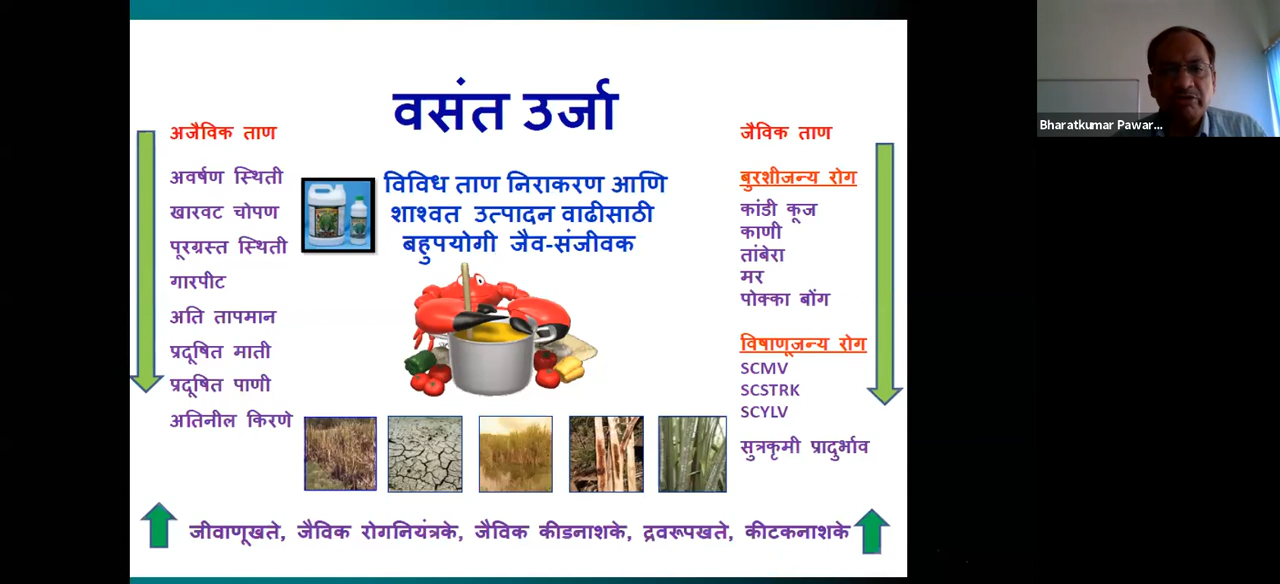 वसंत उर्जा
अजैविक ताण
अवर्षण स्थिती
खारवट चोपण
पूरग्रस्त स्थिती
गारपीट
अति तापमान
प्रदूषित माती
प्रदूषित पाणी
अतिनील किरणे
विविध ताण निराकरण आणि
शाश्वत उत्पादन वाढीसाठी
बहुपयोगी जैव-संजीवक
जैविक ताण
बुरशीजन्य रोग
कांडी कूज
काणी
तांबेरा
मर
पोक्का बोंग
विषाणूजन्य रोग
SCMV
SCSTRK
SCYLV
सुत्रकृमी प्रादुर्भाव
जीवाणूखते, जैविक रोगनियंत्रके, जैविक कीडनाशके, द्रवरूपखते, कीटकनाशके
Bharatkumar Pawar...